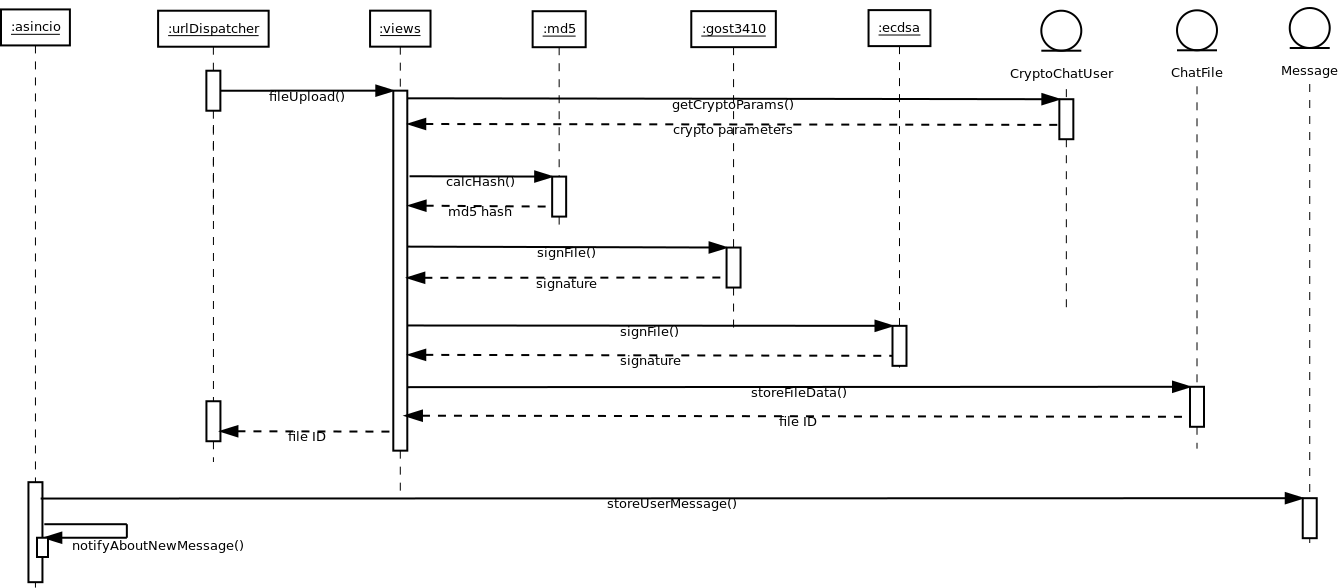 :asincio
:urlDispatcher
:views
:md5
:gost3410
:ecdsa
CryptoChatUser
ChatFile
Message
fileUpload()
getCryptoParams()
crypto parameters
calcHash()
md5 hash
signFile()
signature
signFile()
signature
storeFileData()
file ID
file ID
storeUserMessage()
notifyAboutNewMessage()